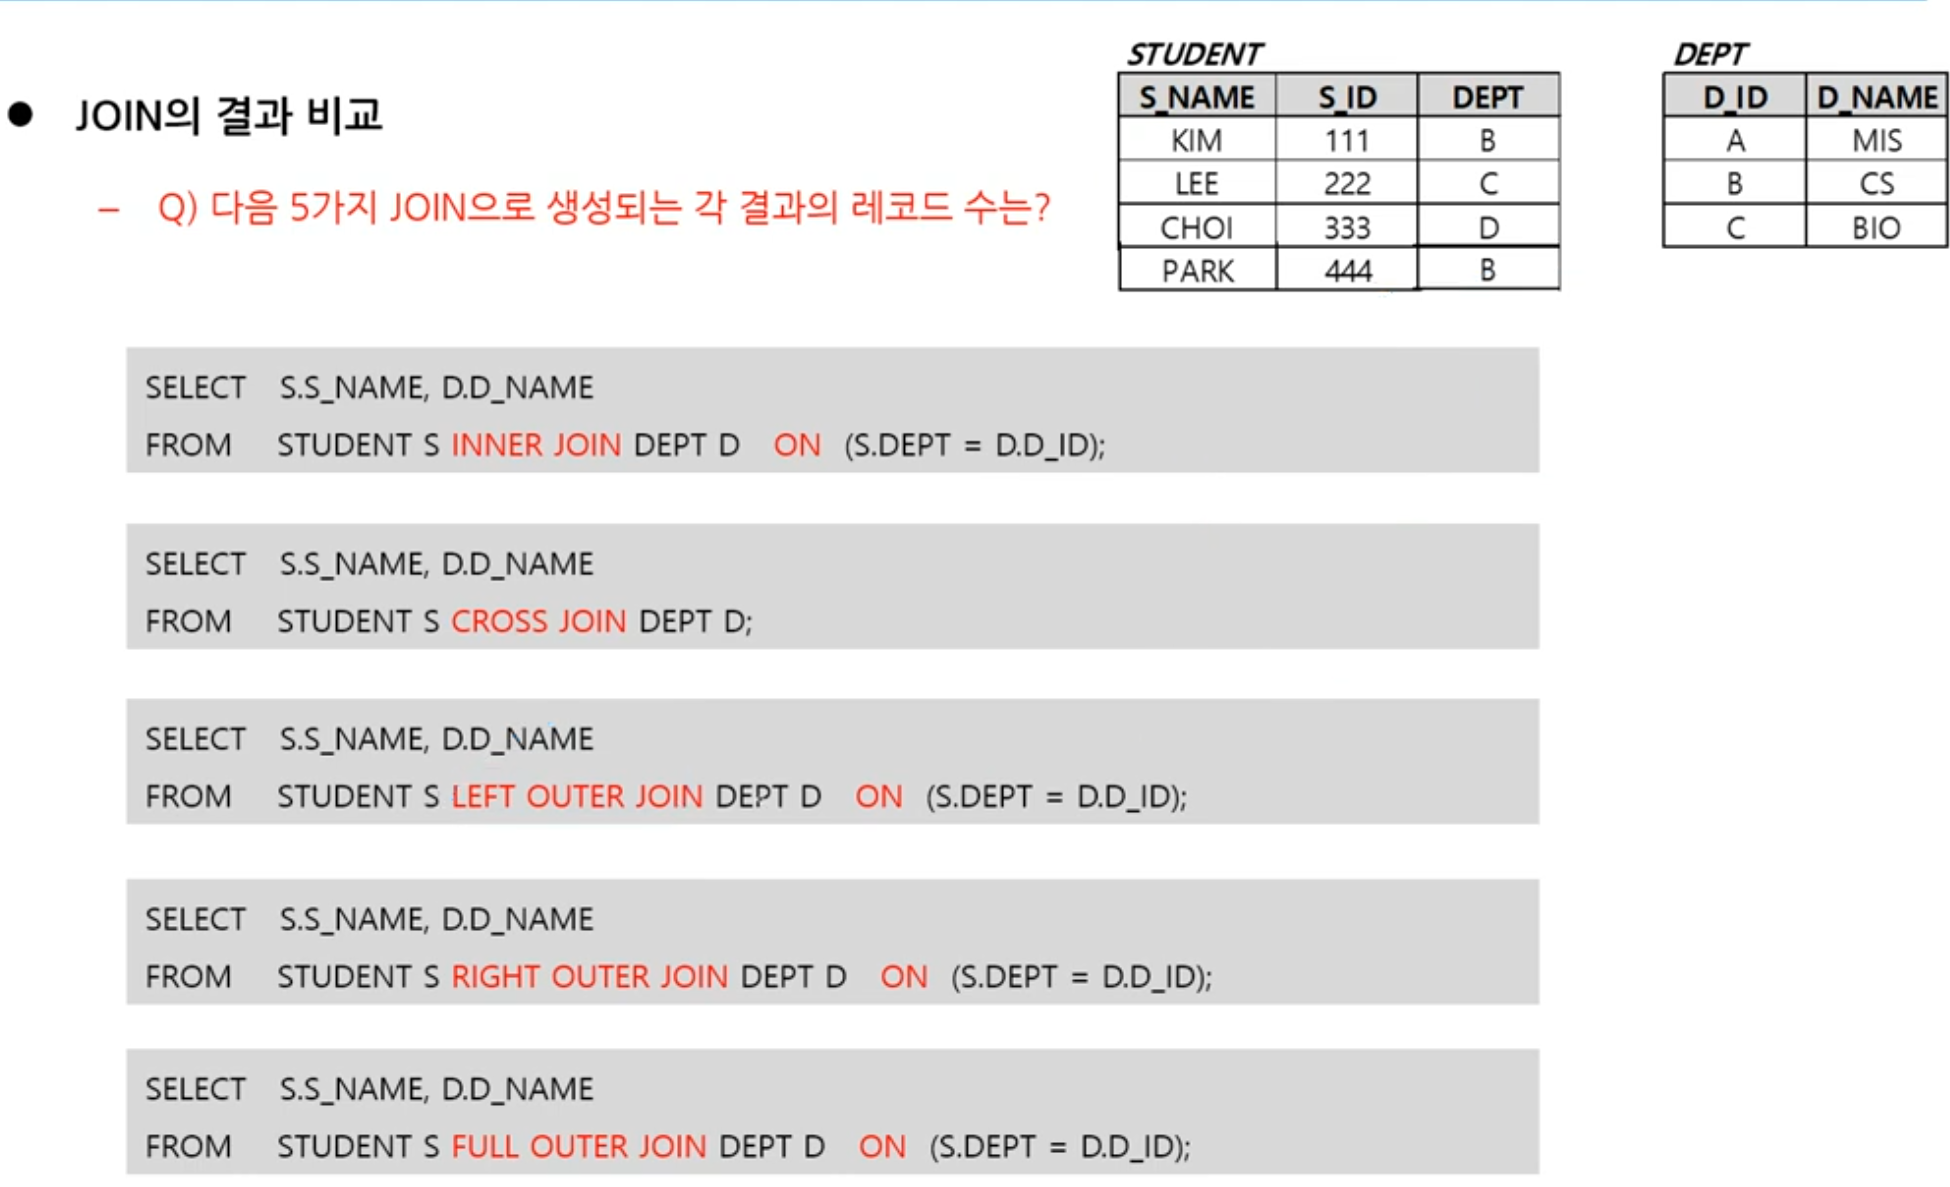 ● JOIN의 결과 비교
– Q) 다음 5가지 JOIN으로 생성되는 각 결과의 레코드 수는?
STUDENT
S_NAME S_ID DEPT
KIM 111 B
LEE 222 C
CHOI 333 D
PARK 444 B
DEPT
D_ID D_NAME
A MIS
B CS
C BIO
SELECT S.S_NAME, D.D_NAME
FROM STUDENT S INNER JOIN DEPT D ON (S.DEPT = D.D_ID);
SELECT S.S_NAME, D.D_NAME
FROM STUDENT S CROSS JOIN DEPT D;
SELECT S.S_NAME, D.D_NAME
FROM STUDENT S LEFT OUTER JOIN DEPT D ON (S.DEPT = D.D_ID);
SELECT S.S_NAME, D.D_NAME
FROM STUDENT S RIGHT OUTER JOIN DEPT D ON (S.DEPT = D.D_ID);
SELECT S.S_NAME, D.D_NAME
FROM STUDENT S FULL OUTER JOIN DEPT D ON (S.DEPT = D.D_ID);